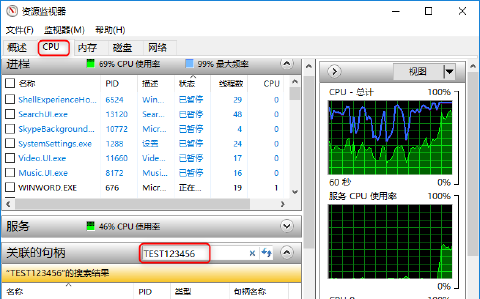 资源监视器
文件(F) 监视器(M) 帮助(H)
概述 CPU 内存 磁盘 网络
进程 69% CPU 使用率 99% 最大频率
名称 PID 描述 状态 线程数 CPU
ShellExperienceHo... 6524 Win... 已暂停 29 0
SearchUI.exe 13120 Sear... 已暂停 48 0
SkypeBackground... 10772 Micr... 已暂停 4 0
SystemSettings.exe 1288 设置 已暂停 24 0
Video.UI.exe 11660 Vide... 已暂停 17 0
Music.UI.exe 8172 Musi... 已暂停 16 0
WINWORD.EXE 676 Micr... 正在... 19 1
服务 46% CPU 使用率
关联的句柄 TEST123456
"TEST123456"的搜索结果
名称 PID 类型 句柄名称
视图
CPU - 总计 100%
60 秒 0%
服务 CPU 使用率 100%
0%
100%